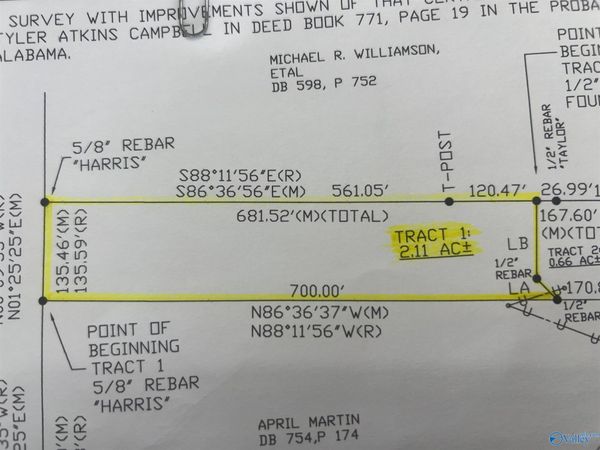 SURVEY WITH IMPROVEMENTS SHOWN OF THAT
TYLER ATKINS CAMPBELL IN DEED BOOK 771, PAGE 19 IN THE PROBA
ALABAMA.
MICHAEL R. WILLIAMSON,
ETAL
DB 598, P 752
POINT
BEGIN
TRAC
1/2"
FOU
5/8" REBAR
"HARRIS"
T-POST
1/2" REBAR
"TAYLOR"
S88°11'56"E(R)
S86°36'56"E(M) 561.05' 120.47' 26.99'
681.52'(M)(TOTAL)
167.60'
(M)(TOT
N01°25'25"E(M)
135.46'(M)
135.59'(R)
TRACT 1:
2.11 AC±
LB
TRACT 2
0.66 AC±
1/2"
REBAR
LA
700.00'
170.8
1/2"
REBAR
N86°36'37"W(M)
N88°11'56"W(R)
POINT OF
BEGINNING
TRACT 1
5/8" REBAR
"HARRIS"
APRIL MARTIN
DB 754,P 174
Valley